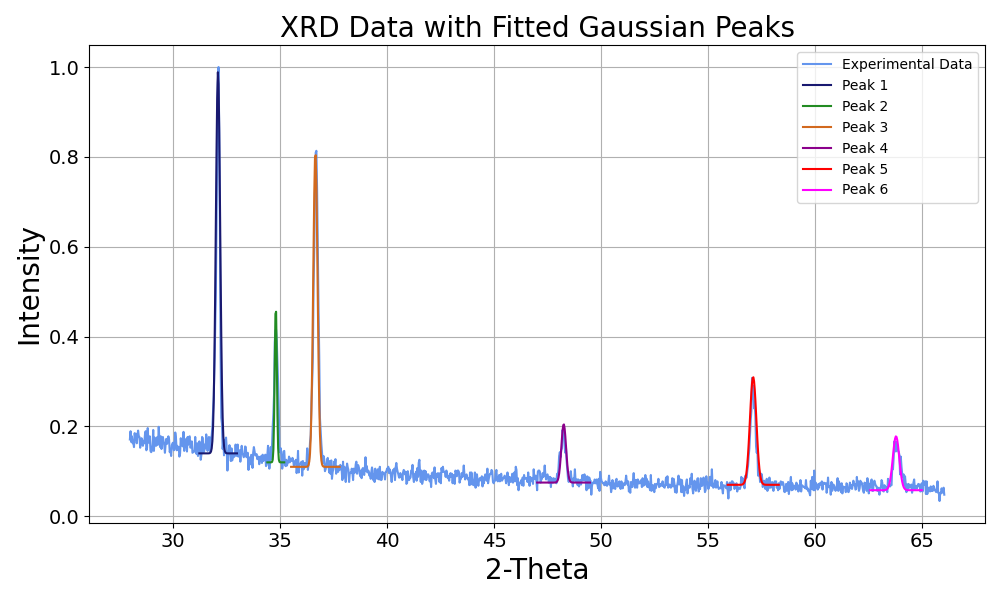 XRD Data with Fitted Gaussian Peaks
1.0
0.8
0.6
0.4
0.2
0.0
Intensity
Experimental Data
Peak 1
Peak 2
Peak 3
Peak 4
Peak 5
Peak 6
30 35 40 45 50 55 60 65
2-Theta